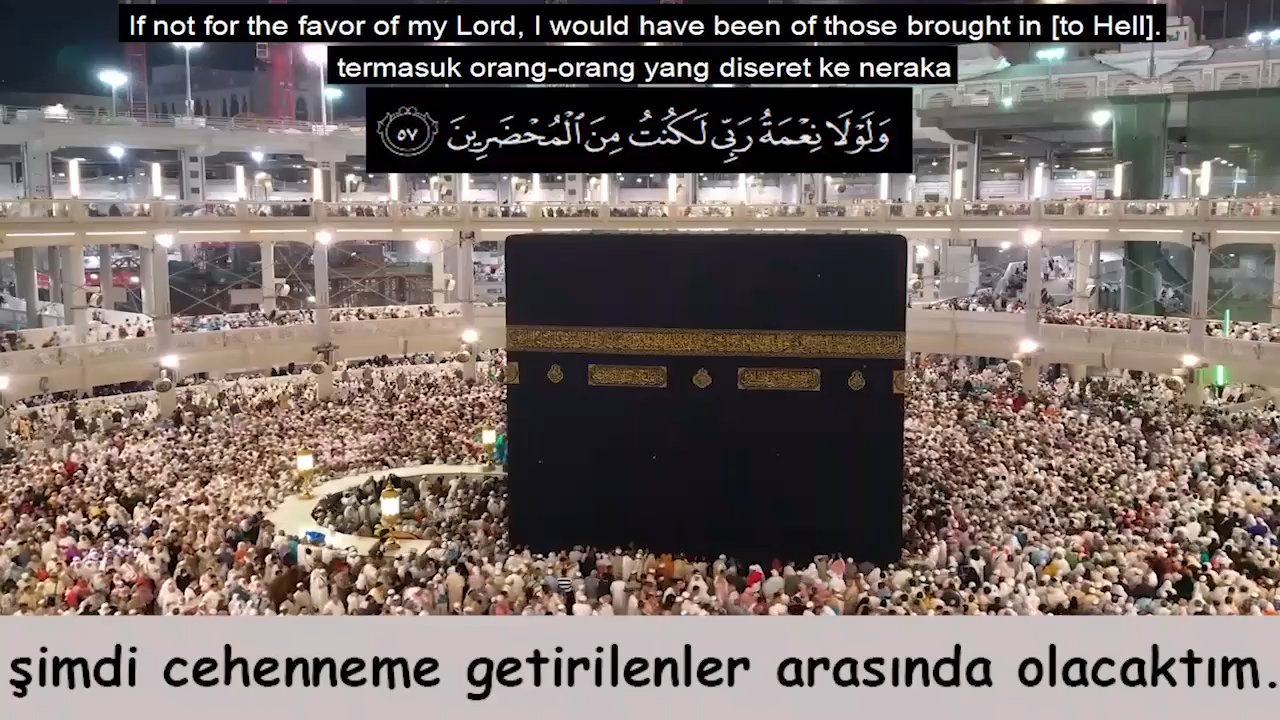 If not for the favor of my Lord, I would have been of those brought in [to Hell].
termasuk orang-orang yang diseret ke neraka
وَلَوۡلَا نِعۡمَةُ رَبِّي لَكُنتُ مِنَ ٱلۡمُحۡضَرِينَ ٥٧
şimdi cehenneme getirilenler arasında olacaktım.